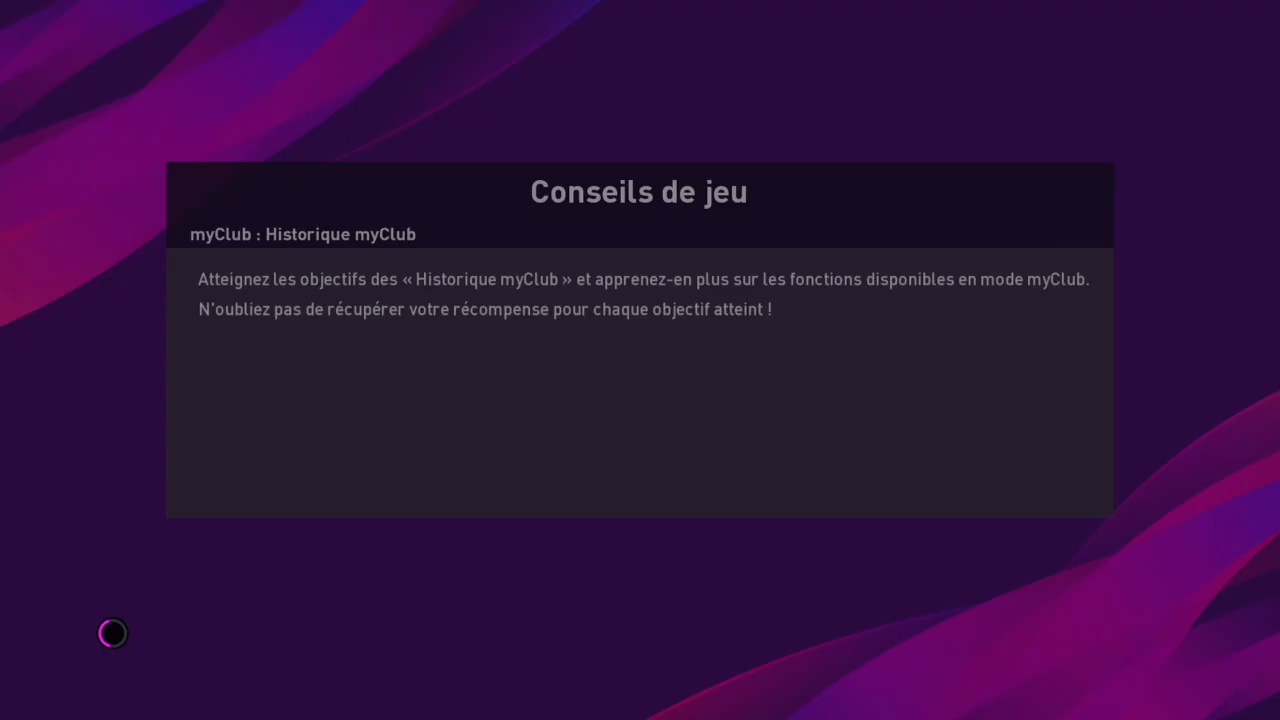 Conseils de jeu
myClub : Historique myClub
Atteignez les objectifs des « Historique myClub » et apprenez-en plus sur les fonctions disponibles en mode myClub.
N'oubliez pas de récupérer votre récompense pour chaque objectif atteint !